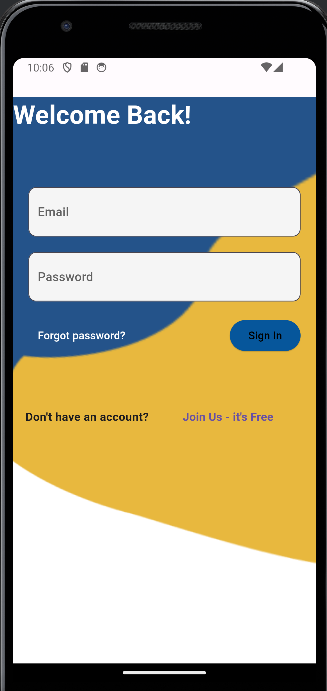 10:06
Welcome Back!
Email
Password
Forgot password? Sign in
Don't have an account? Join Us - it's Free